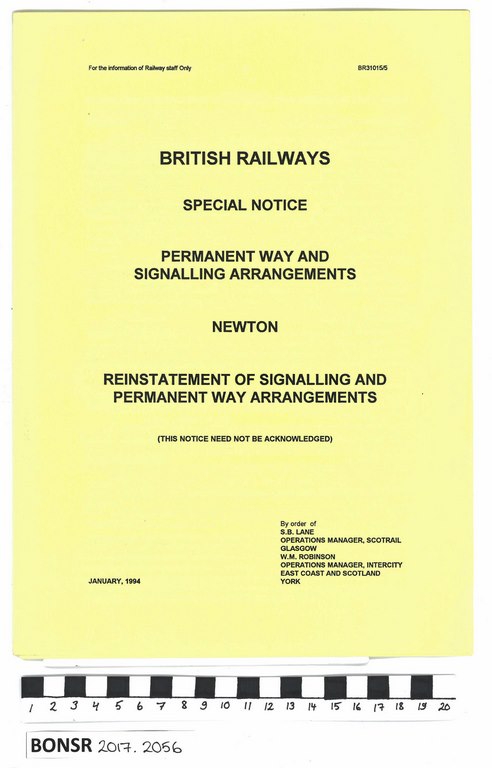 For the information of Railway staff Only
BR31015/5
BRITISH RAILWAYS
SPECIAL NOTICE
PERMANENT WAY AND
SIGNALLING ARRANGEMENTS
NEWTON
REINSTATEMENT OF SIGNALLING AND
PERMANENT WAY ARRANGEMENTS
(THIS NOTICE NEED NOT BE ACKNOWLEDGED)
By order of
S.B. LANE
OPERATIONS MANAGER, SCOTRAIL
GLASGOW
W.M. ROBINSON
OPERATIONS MANAGER, INTERCITY
EAST COAST AND SCOTLAND
JANUARY, 1994
YORK
1 2 3 4 5 6 7 8 9 10 11 12 13 14 15 16 17 18 19 20
BONSR 2017. 2056